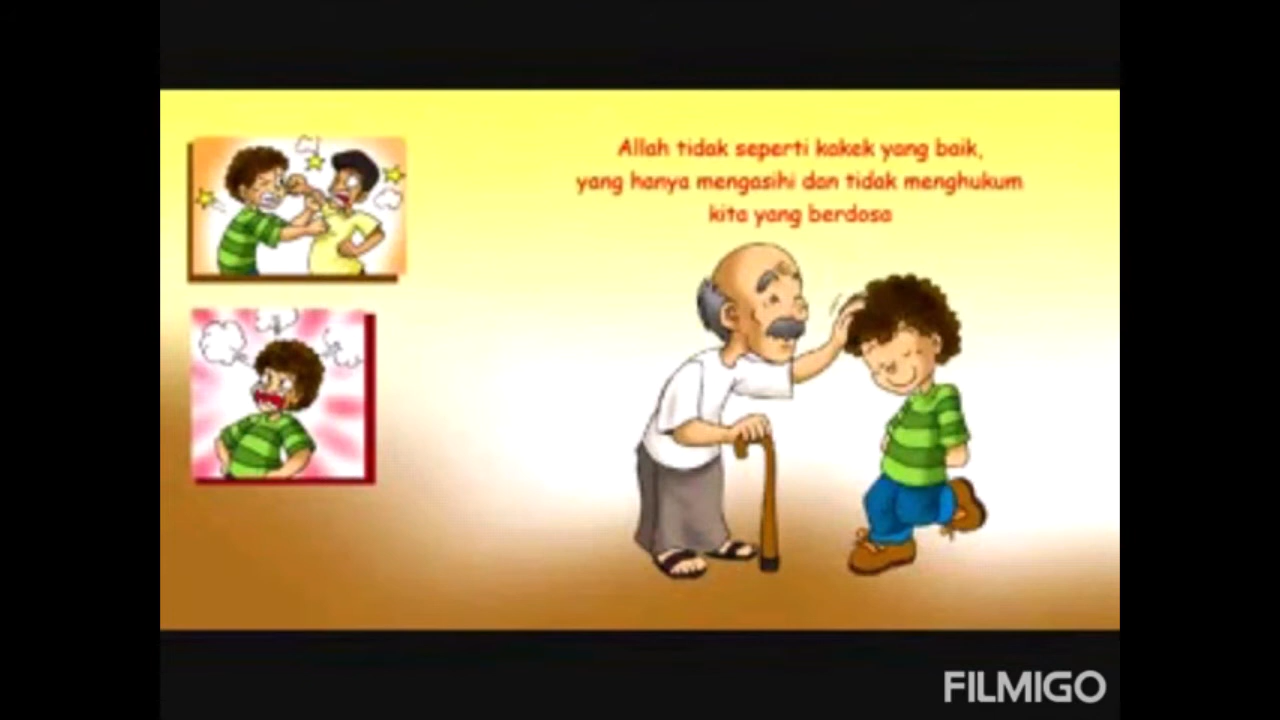 Allah tidak seperti kakek yang baik,
yang hanya mengasihi dan tidak menghukum
kita yang berdosa
FILMIGO